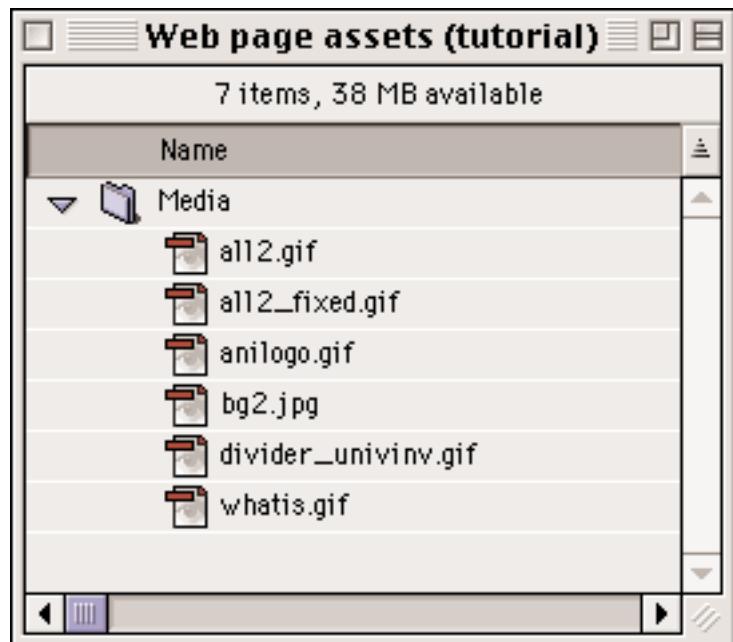 Web page assets (tutorial)
7 items, 38 MB available
Name
Media
all2.gif
all2_fixed.gif
anilogo.gif
bg2.jpg
divider_univinv.gif
whatis.gif